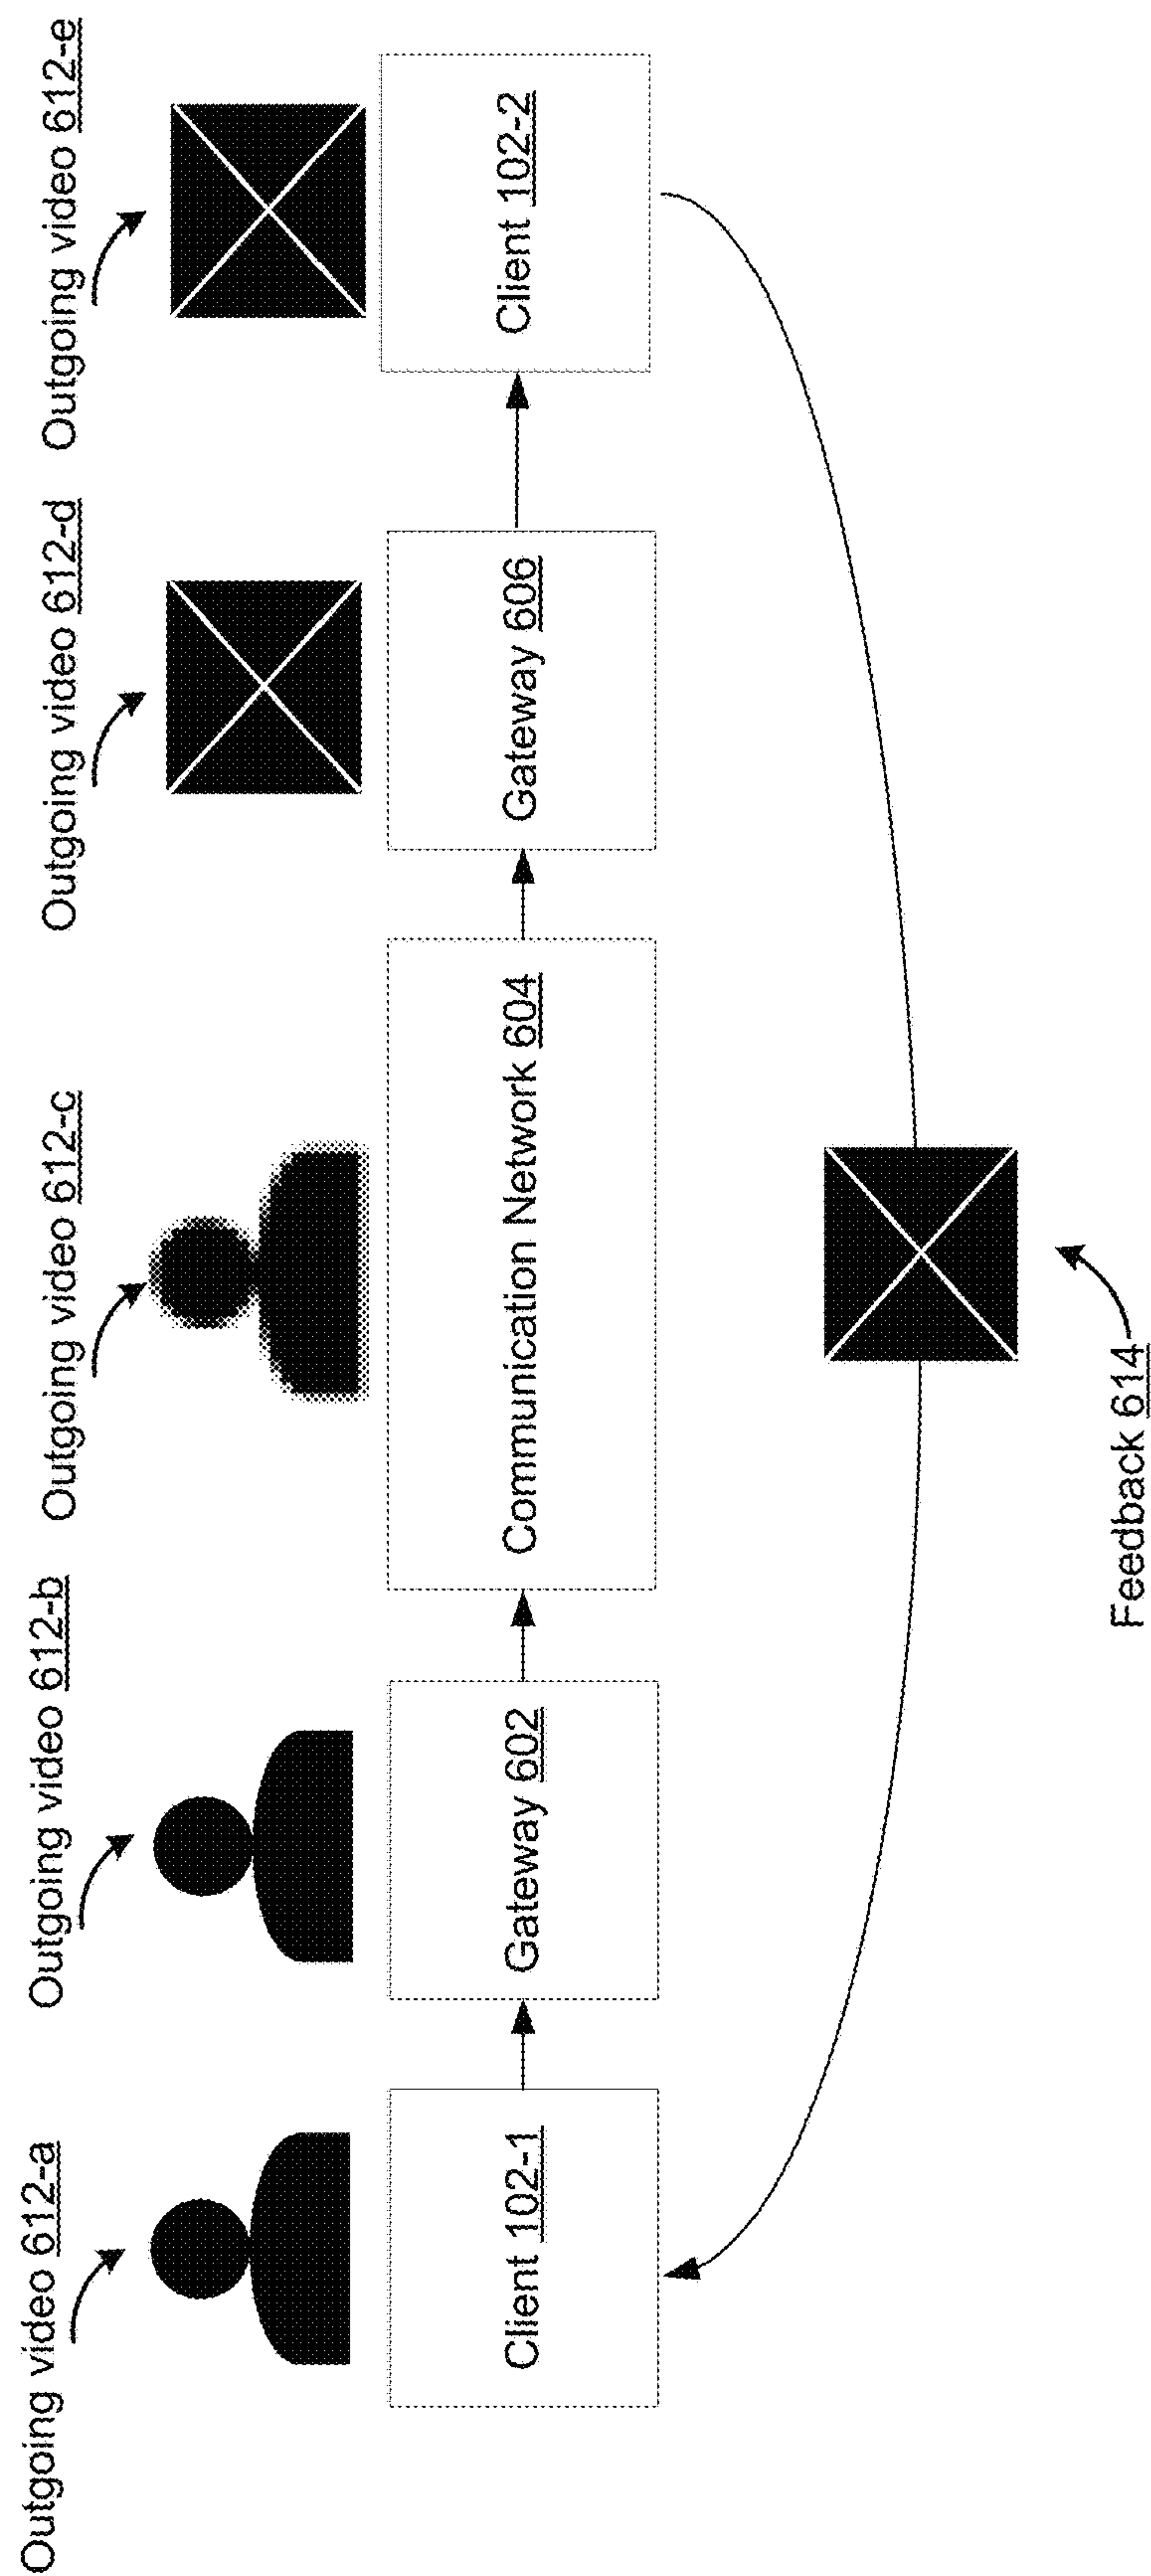 Outgoing video 612-a
Outgoing video 612-b
Outgoing video 612-c
Outgoing video 612-d
Outgoing video 612-e
Client 102-1
Gateway 602
Communication Network 604
Gateway 606
Client 102-2
Feedback 614